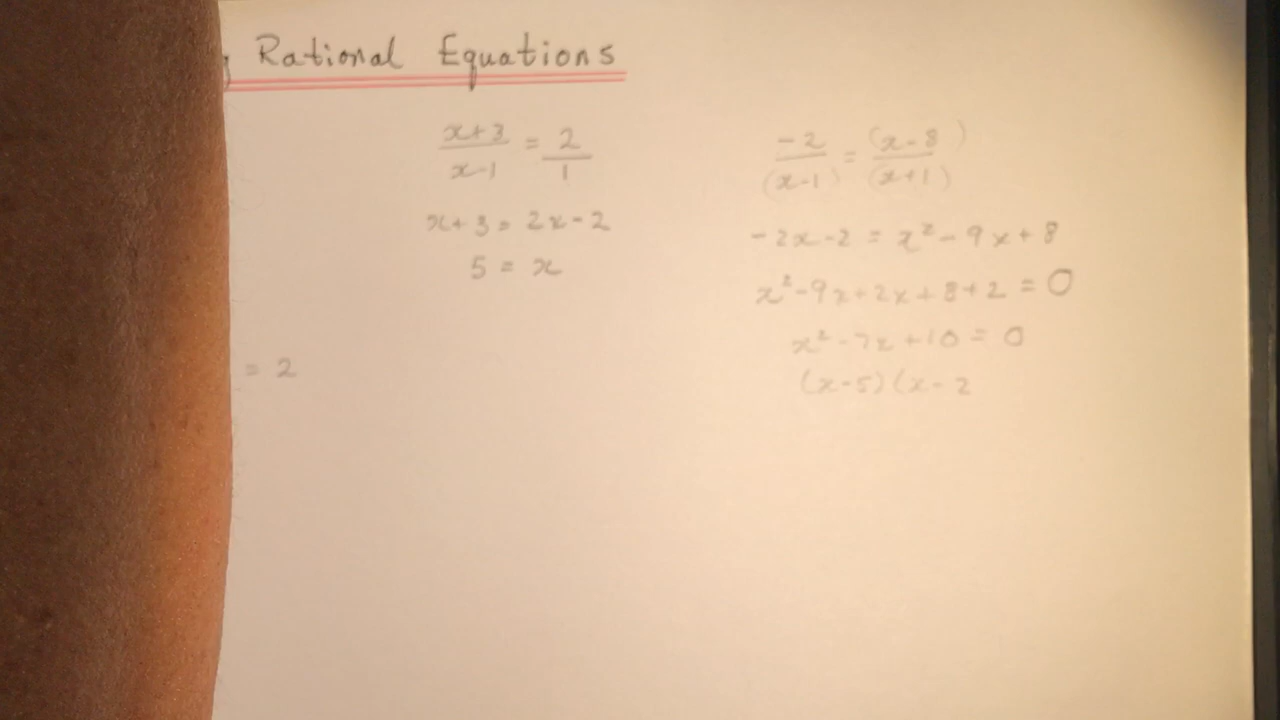 Rational Equations
x+3 / x-1 = 2 / 1
x+3 = 2x-2
5 = x
= 2
-2 / (x-1) = (x-8) / (x+1)
-2x-2 = x² - 9x + 8
x² -9x+2x+8+2 = 0
x² -7x+10 = 0
(x-5)(x-2